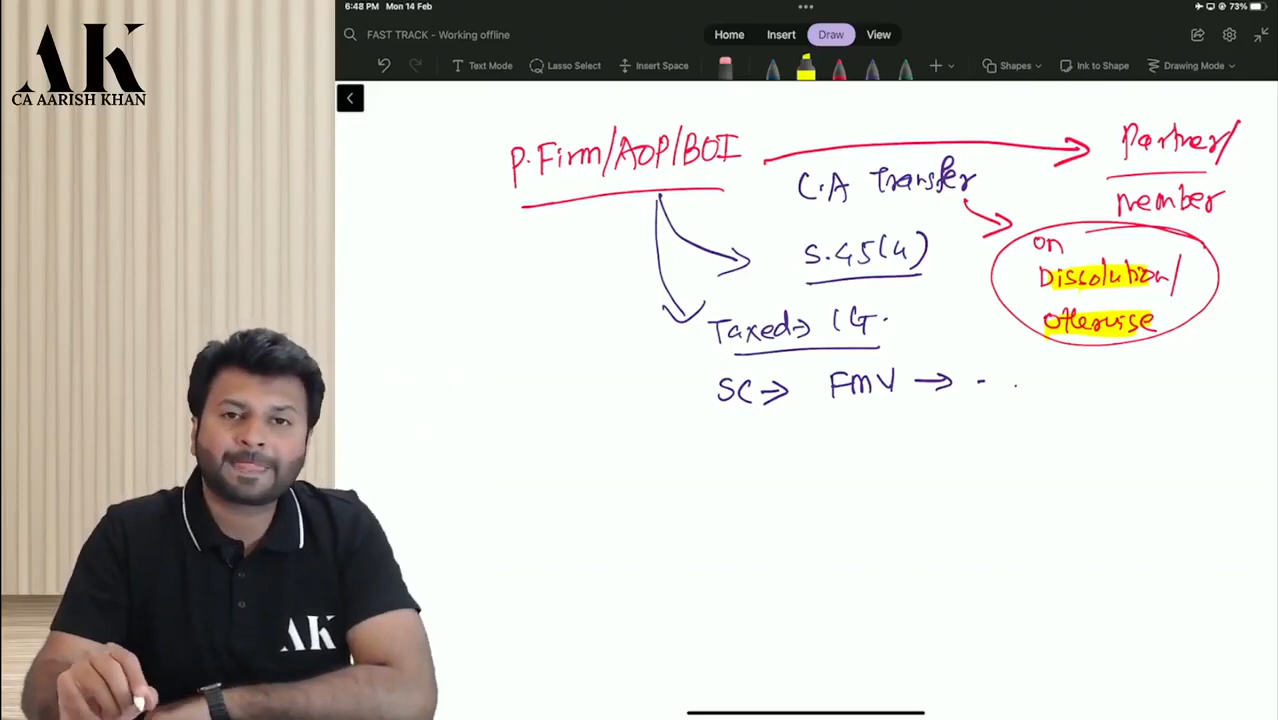 6:48 PM Mon 14 Feb
73%
AK
CA AARISH KHAN
FAST TRACK - Working offline
Home Insert Draw View
Text Mode Lasso Select Insert Space Shapes Ink to Shape Drawing Mode
P.Firm/AOP/BOI
Partner/
member
C.A Transfer
S.45(4)
on
Dissolution/
otherwise
Taxed→ CG.
SC ⇒ FMV → - .
AK